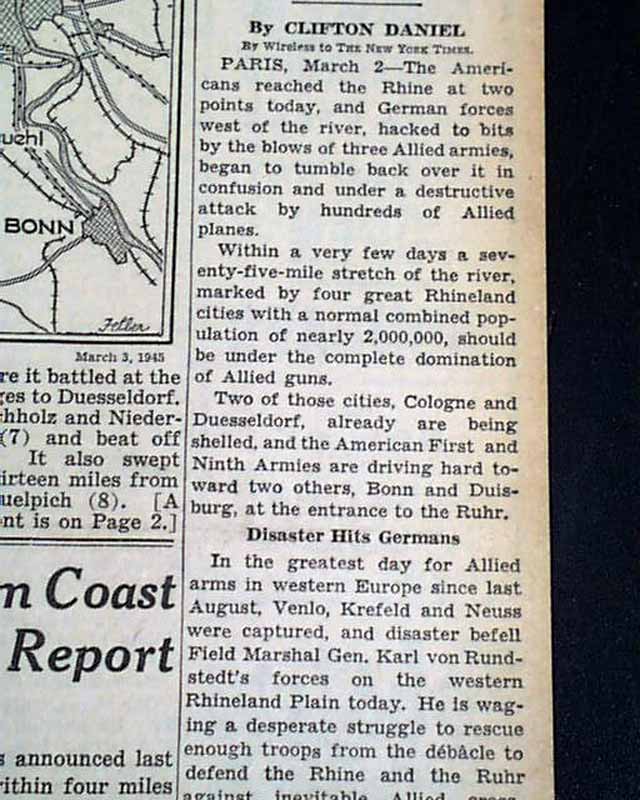 uehl
BONN
Feller
March 3, 1945
re it battled at the
ges to Duesseldorf.
hholz and Nieder-
(7) and beat off
It also swept
irteen miles from
uelpich (8). [A
nt is on Page 2.]
m Coast
Report
s announced last
ithin four miles
By CLIFTON DANIEL
By Wireless to THE NEW YORK TIMES.
PARIS, March 2—The Ameri-
cans reached the Rhine at two
points today, and German forces
west of the river, hacked to bits
by the blows of three Allied armies,
began to tumble back over it in
confusion and under a destructive
attack by hundreds of Allied
planes.
Within a very few days a sev-
enty-five-mile stretch of the river,
marked by four great Rhineland
cities with a normal combined pop-
ulation of nearly 2,000,000, should
be under the complete domination
of Allied guns.
Two of those cities, Cologne and
Duesseldorf, already are being
shelled, and the American First and
Ninth Armies are driving hard to-
ward two others, Bonn and Duis-
burg, at the entrance to the Ruhr.
Disaster Hits Germans
In the greatest day for Allied
arms in western Europe since last
August, Venlo, Krefeld and Neuss
were captured, and disaster befell
Field Marshal Gen. Karl von Rund-
stedt's forces on the western
Rhineland Plain today. He is wag-
ing a desperate struggle to rescue
enough troops from the débâcle to
defend the Rhine and the Ruhr
against inevitable Allied